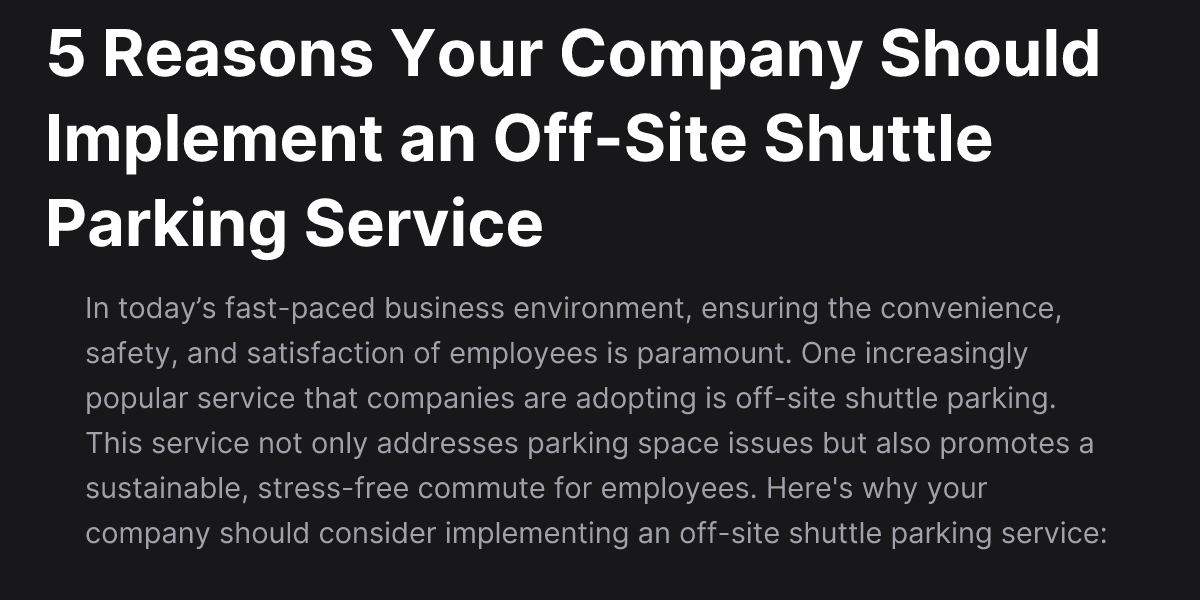 5 Reasons Your Company Should
Implement an Off-Site Shuttle
Parking Service
In today’s fast-paced business environment, ensuring the convenience,
safety, and satisfaction of employees is paramount. One increasingly
popular service that companies are adopting is off-site shuttle parking.
This service not only addresses parking space issues but also promotes a
sustainable, stress-free commute for employees. Here's why your
company should consider implementing an off-site shuttle parking service: